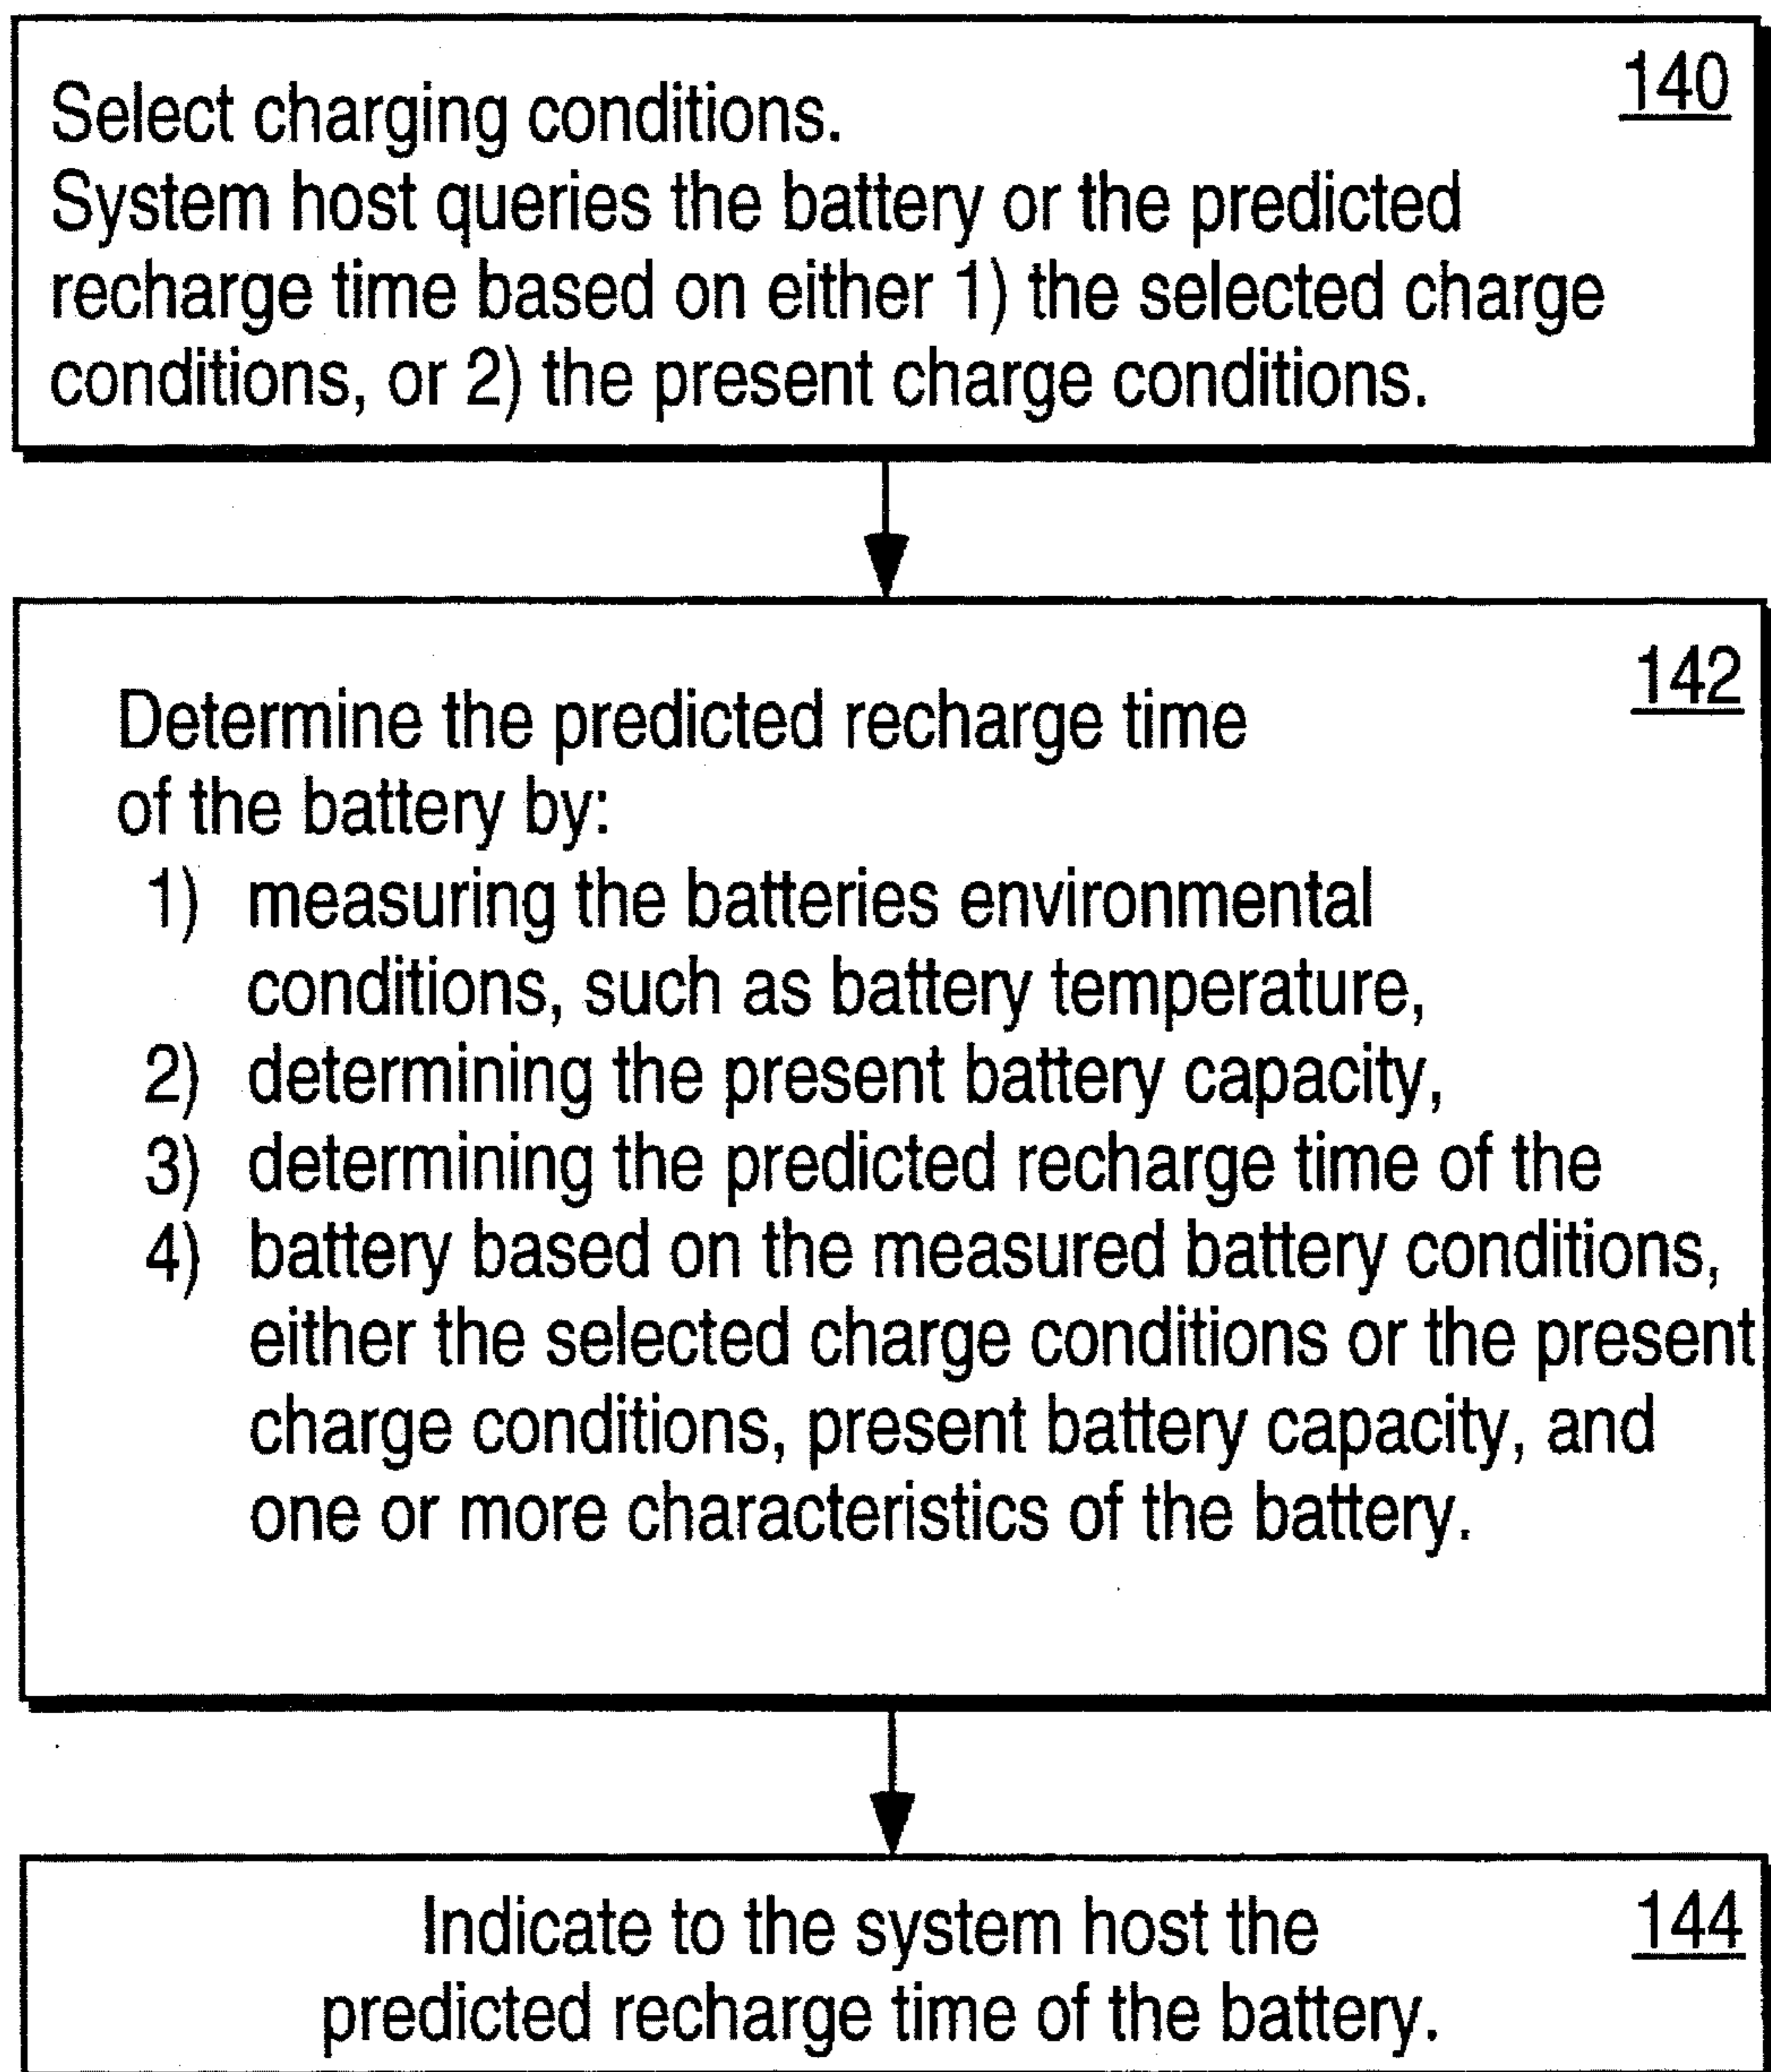 140
Select charging conditions.
System host queries the battery or the predicted
recharge time based on either 1) the selected charge
conditions, or 2) the present charge conditions.
142
Determine the predicted recharge time
of the battery by:
1) measuring the batteries environmental
conditions, such as battery temperature,
2) determining the present battery capacity,
3) determining the predicted recharge time of the
4) battery based on the measured battery conditions,
either the selected charge conditions or the present
charge conditions, present battery capacity, and
one or more characteristics of the battery.
144
Indicate to the system host the
predicted recharge time of the battery.